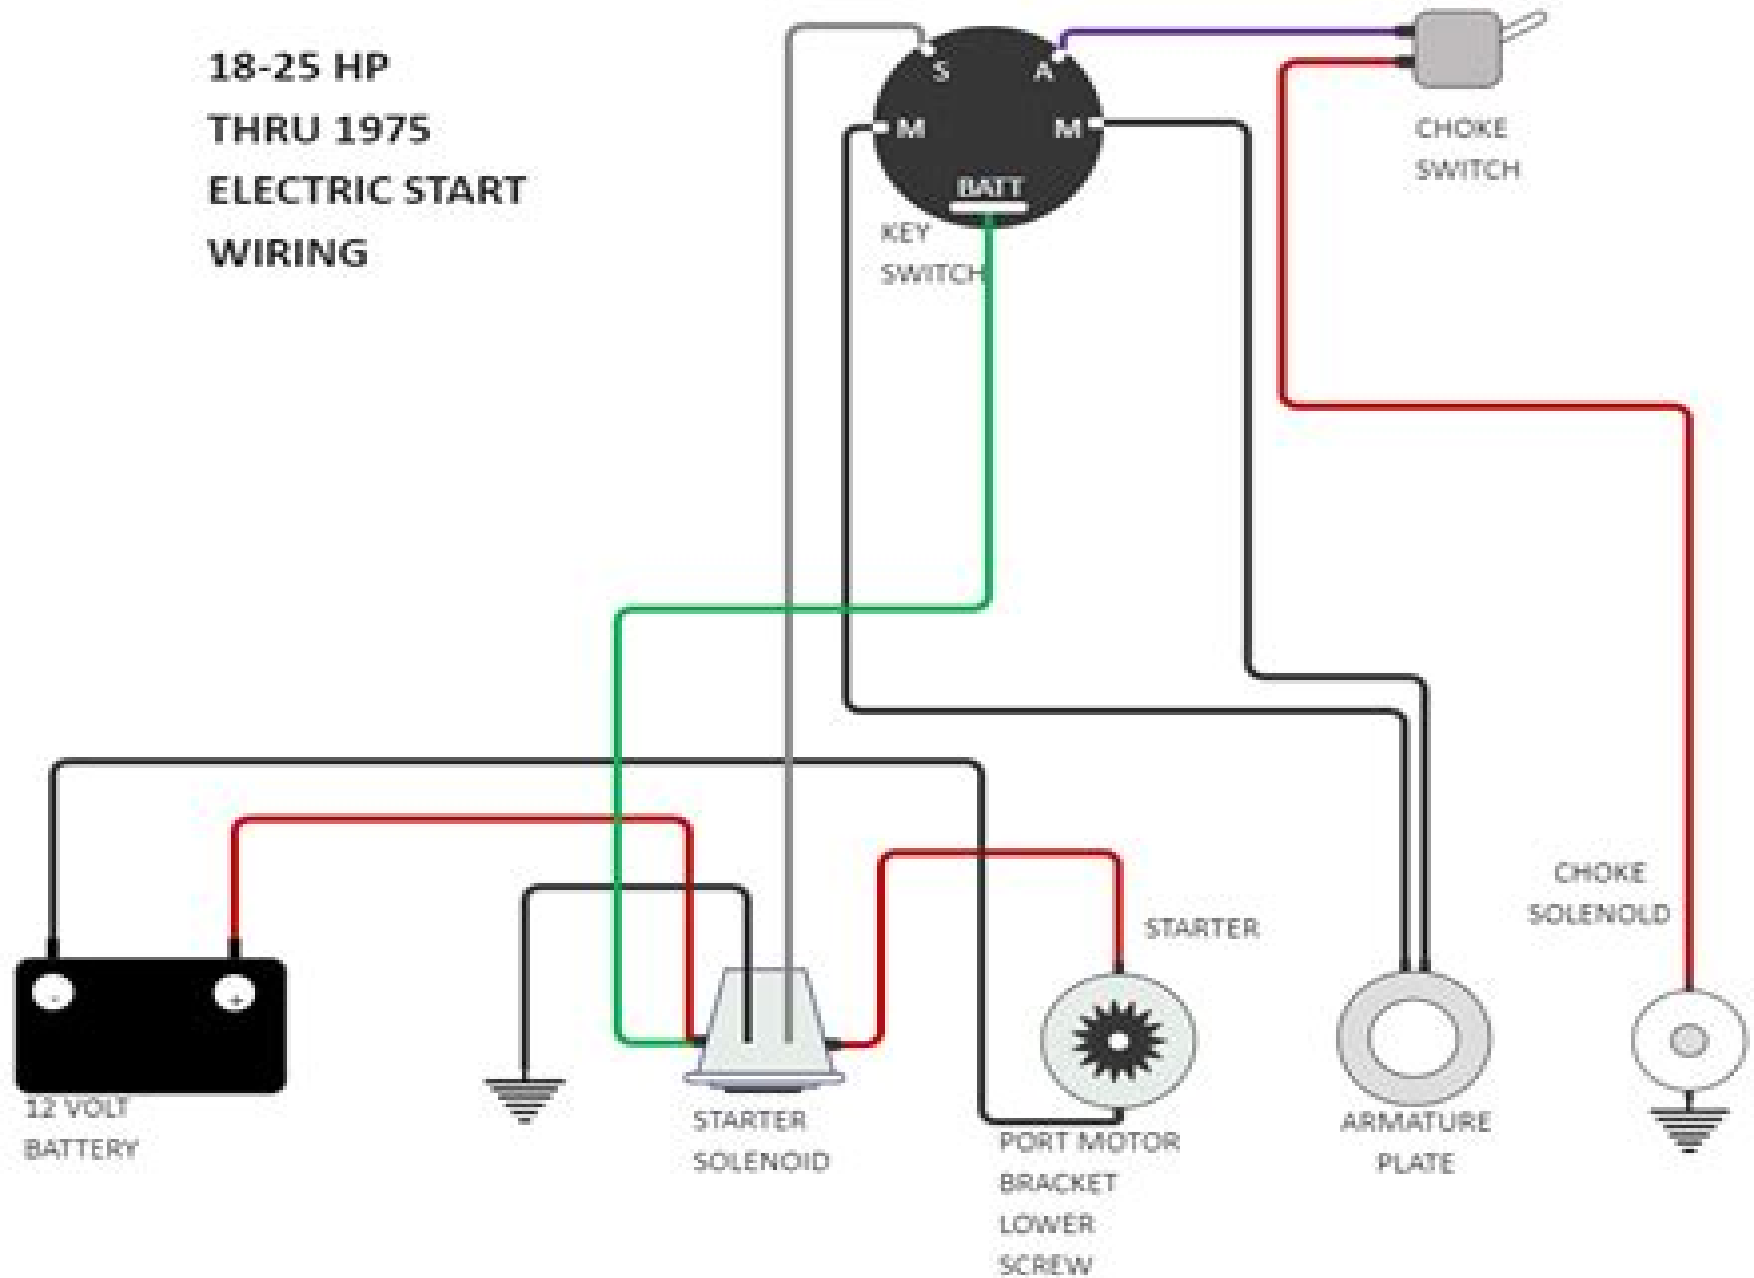 18-25 HP
THRU 1975
ELECTRIC START
WIRING
S
A
M
M
BATT
KEY
SWITCH
CHOKE
SWITCH
CHOKE
SOLENOLD
STARTER
-
+
12 VOLT
BATTERY
STARTER
SOLENOID
PORT MOTOR
BRACKET
LOWER
SCREW
ARMATURE
PLATE